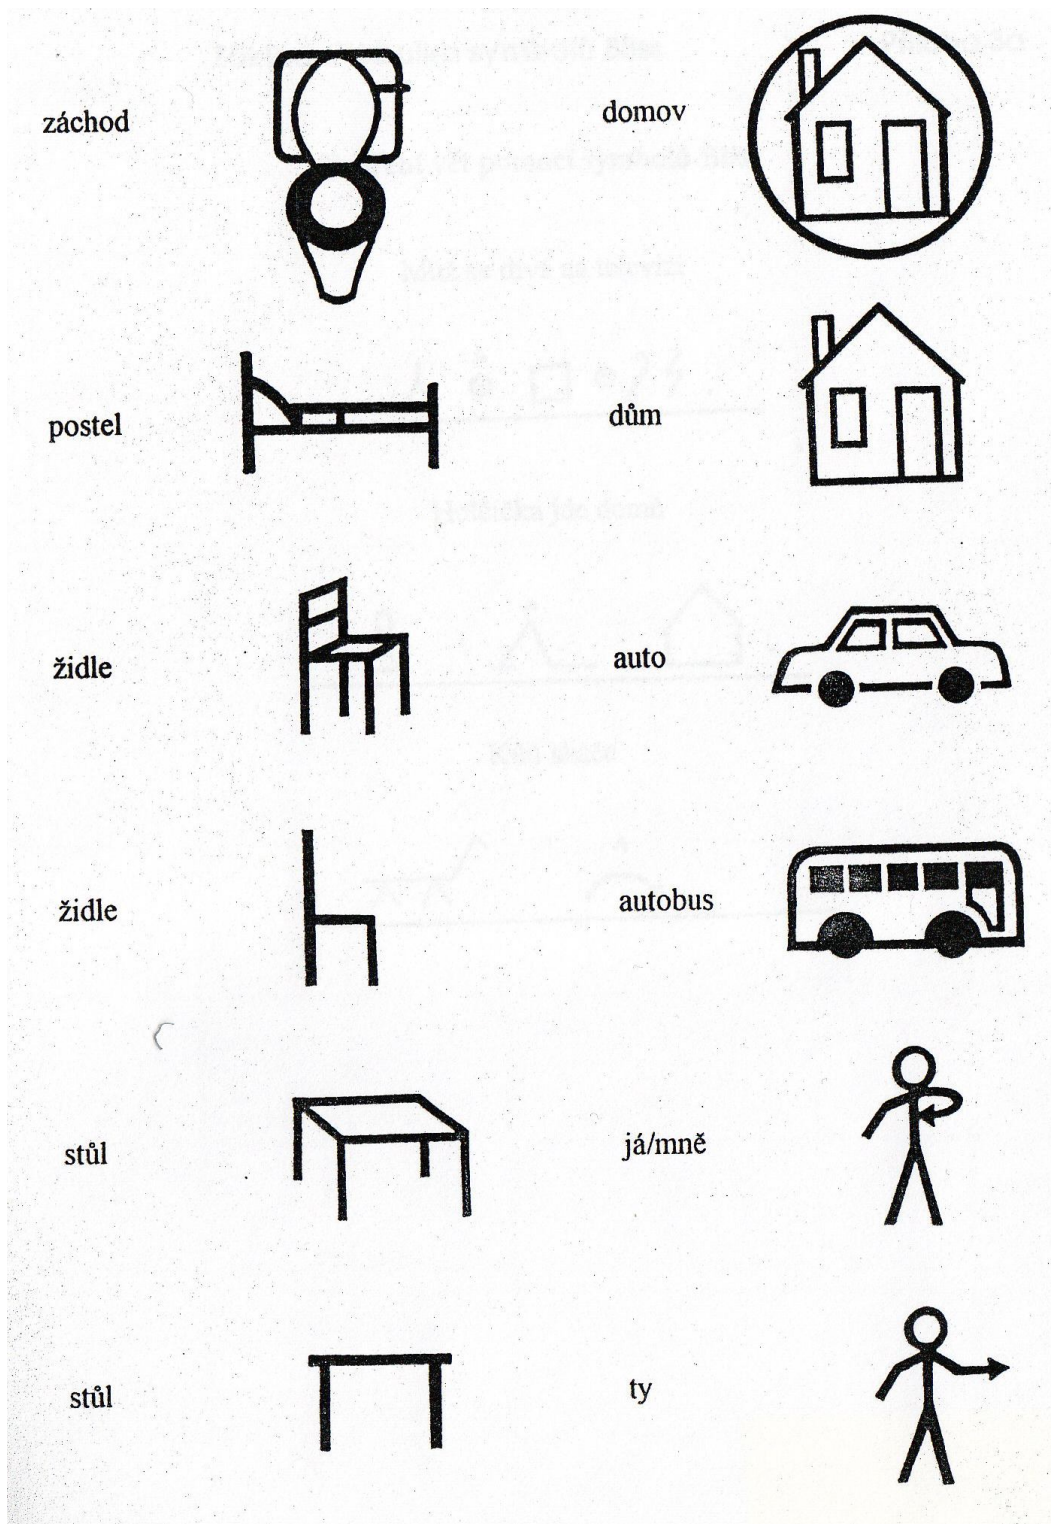 záchod
domov
postel
dům
židle
auto
židle
autobus
stůl
já/mně
stůl
ty